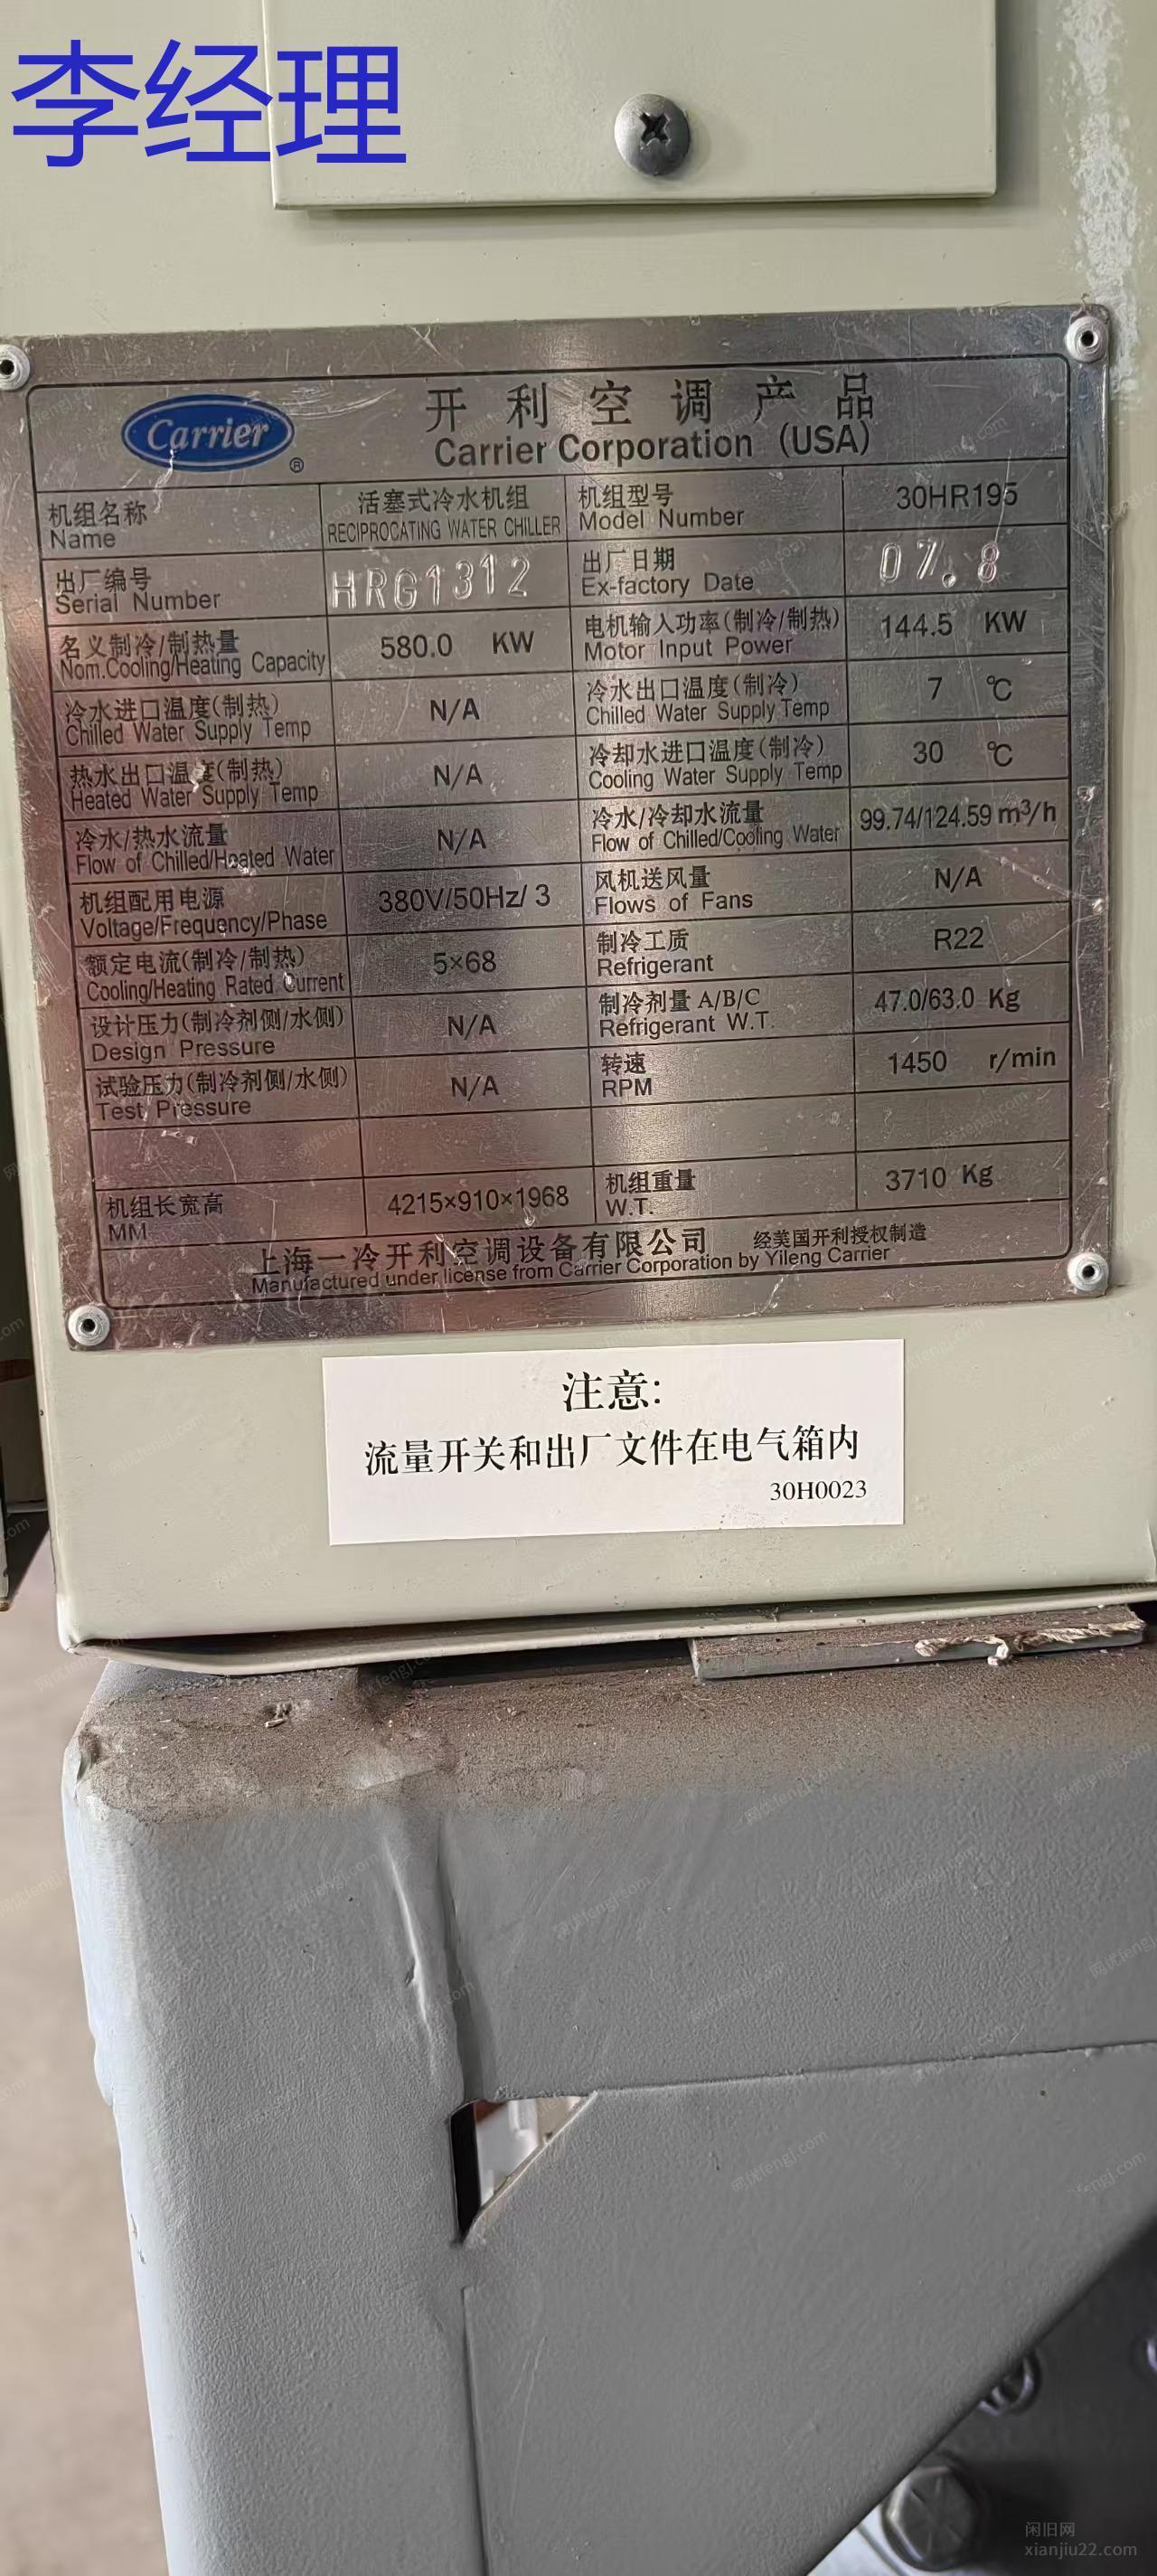 李经理
Carrier
®
开利空调产品
Carrier Corporation (USA)
机组名称
Name
活塞式冷水机组
RECIPROCATING WATER CHILLER
机组型号
Model Number
30HR195
出厂编号
Serial Number
HRG1312
出厂日期
Ex-factory Date
07.8
名义制冷/制热量
Nom.Cooling/Heating Capacity
580.0 KW
电机输入功率(制冷/制热)
Motor Input Power
144.5 KW
冷水进口温度(制热)
Chilled Water Supply Temp
N/A
冷水出口温度(制冷)
Chilled Water Supply Temp
7 ℃
热水出口温度(制热)
Heated Water Supply Temp
N/A
冷却水进口温度(制冷)
Cooling Water Supply Temp
30 ℃
冷水/热水流量
Flow of Chilled/Heated Water
N/A
冷水/冷却水流量
Flow of Chilled/Cooling Water
99.74/124.59 m³/h
机组配用电源
Voltage/Frequency/Phase
380V/50Hz/ 3
风机送风量
Flows of Fans
N/A
额定电流(制冷/制热)
Cooling/Heating Rated Current
5×68
制冷工质
Refrigerant
R22
设计压力(制冷剂侧/水侧)
Design Pressure
N/A
制冷剂量 A/B/C
Refrigerant W.T.
47.0/63.0 Kg
试验压力(制冷剂侧/水侧)
Test Pressure
N/A
转速
RPM
1450 r/min
机组长宽高
MM
4215×910×1968
机组重量
W.T.
3710 Kg
上海一冷开利空调设备有限公司 经美国开利授权制造
Manufactured under license from Carrier Corporation by Yileng Carrier
注意:
流量开关和出厂文件在电气箱内
30H0023
闲旧网
xianjiu22.com